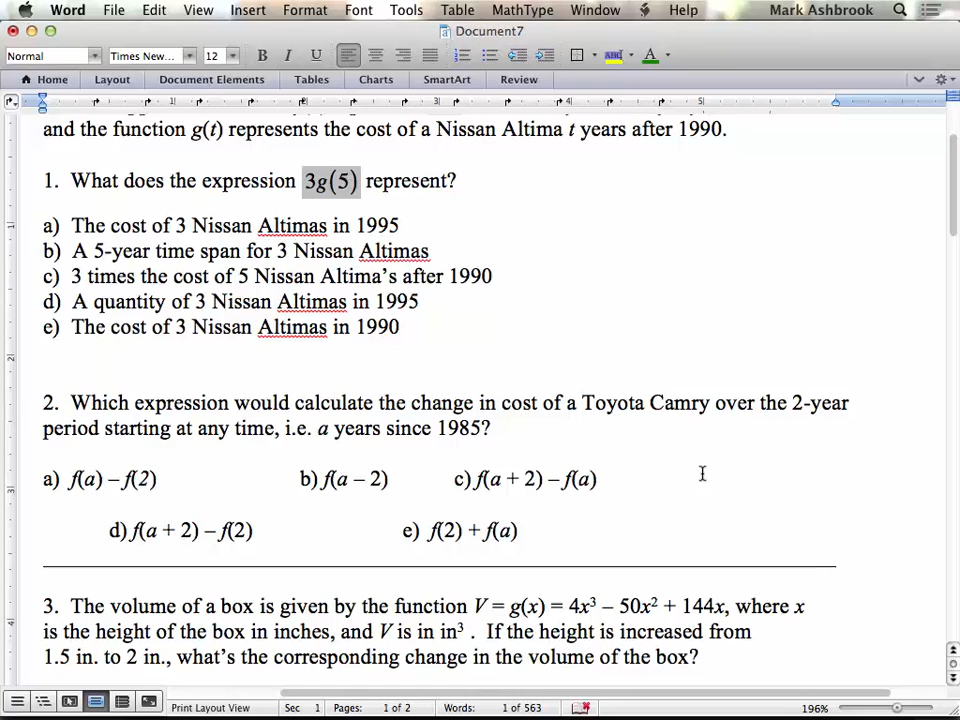 Word File Edit View Insert Format Font Tools Table MathType Window Help Mark Ashbrook
Document7
Normal Times New... 12 B I U ABC A
Home Layout Document Elements Tables Charts SmartArt Review
1 2 3 4 5
and the function g(t) represents the cost of a Nissan Altima t years after 1990.
1. What does the expression 3g(5) represent?
a) The cost of 3 Nissan Altimas in 1995
b) A 5-year time span for 3 Nissan Altimas
c) 3 times the cost of 5 Nissan Altima’s after 1990
d) A quantity of 3 Nissan Altimas in 1995
e) The cost of 3 Nissan Altimas in 1990
2. Which expression would calculate the change in cost of a Toyota Camry over the 2-year
period starting at any time, i.e. a years since 1985?
a) f(a) – f(2) b) f(a – 2) c) f(a + 2) – f(a)
d) f(a + 2) – f(2) e) f(2) + f(a)
3. The volume of a box is given by the function V = g(x) = 4x³ – 50x² + 144x, where x
is the height of the box in inches, and V is in in³ . If the height is increased from
1.5 in. to 2 in., what’s the corresponding change in the volume of the box?
Print Layout View Sec 1 Pages: 1 of 2 Words: 1 of 563 196%